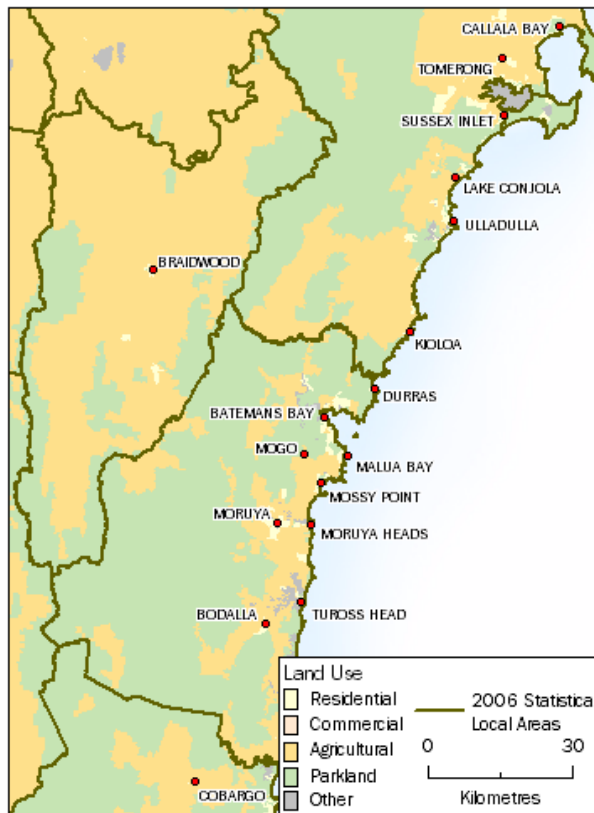 CALLALA BAY
TOMERONG
SUSSEX INLET
LAKE CONJOLA
ULLADULLA
BRAIDWOOD
KIOLOA
DURRAS
BATEMANS BAY
MOGO
MALUA BAY
MOSSY POINT
MORUYA
MORUYA HEADS
BODALLA
TUROSS HEAD
COBARGO
Land Use
Residential
Commercial
Agricultural
Parkland
Other
2006 Statistica
Local Areas
0 30
Kilometres